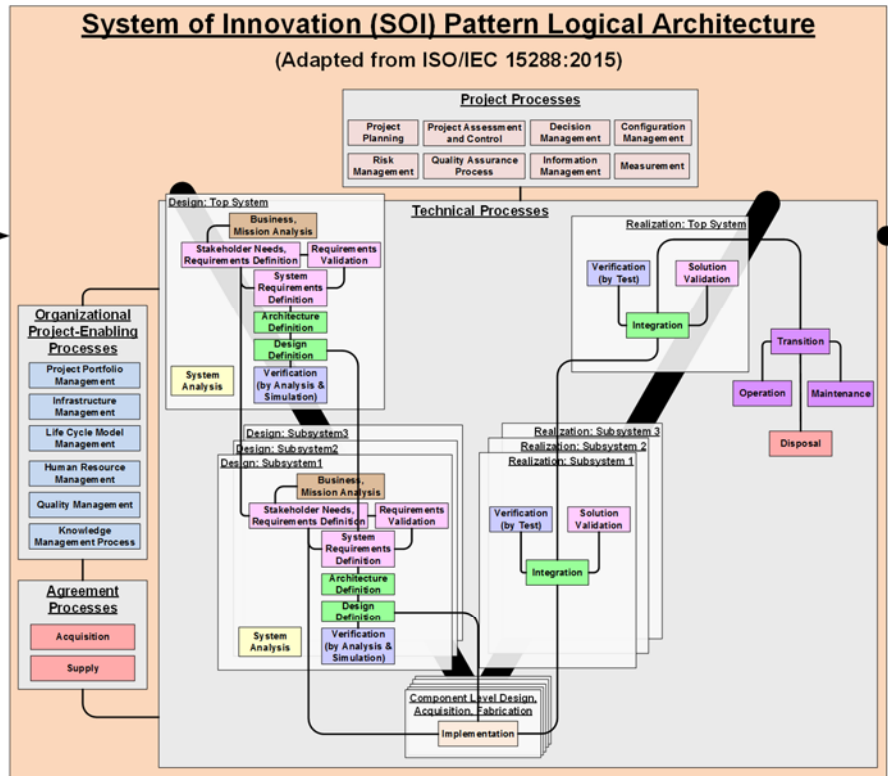 System of Innovation (SOI) Pattern Logical Architecture
(Adapted from ISO/IEC 15288:2015)
Project Processes
Project
Planning
Project Assessment
and Control
Decision
Management
Configuration
Management
Risk
Management
Quality Assurance
Process
Information
Management
Measurement
Technical Processes
Design: Top System
Business,
Mission Analysis
Stakeholder Needs,
Requirements Definition
Requirements
Validation
System
Requirements
Definition
Architecture
Definition
Design
Definition
System
Analysis
Verification
(by Analysis &
Simulation)
Realization: Top System
Verification
(by Test)
Solution
Validation
Integration
Transition
Operation
Maintenance
Disposal
Organizational
Project-Enabling
Processes
Project Portfolio
Management
Infrastructure
Management
Life Cycle Model
Management
Human Resource
Management
Quality Management
Knowledge
Management Process
Agreement
Processes
Acquisition
Supply
Design: Subsystem3
Design: Subsystem2
Design: Subsystem1
Business,
Mission Analysis
Stakeholder Needs,
Requirements Definition
Requirements
Validation
System
Requirements
Definition
Architecture
Definition
Design
Definition
System
Analysis
Verification
(by Analysis &
Simulation)
Realization: Subsystem 3
Realization: Subsystem 2
Realization: Subsystem 1
Verification
(by Test)
Solution
Validation
Integration
Component Level Design,
Acquisition, Fabrication
Implementation